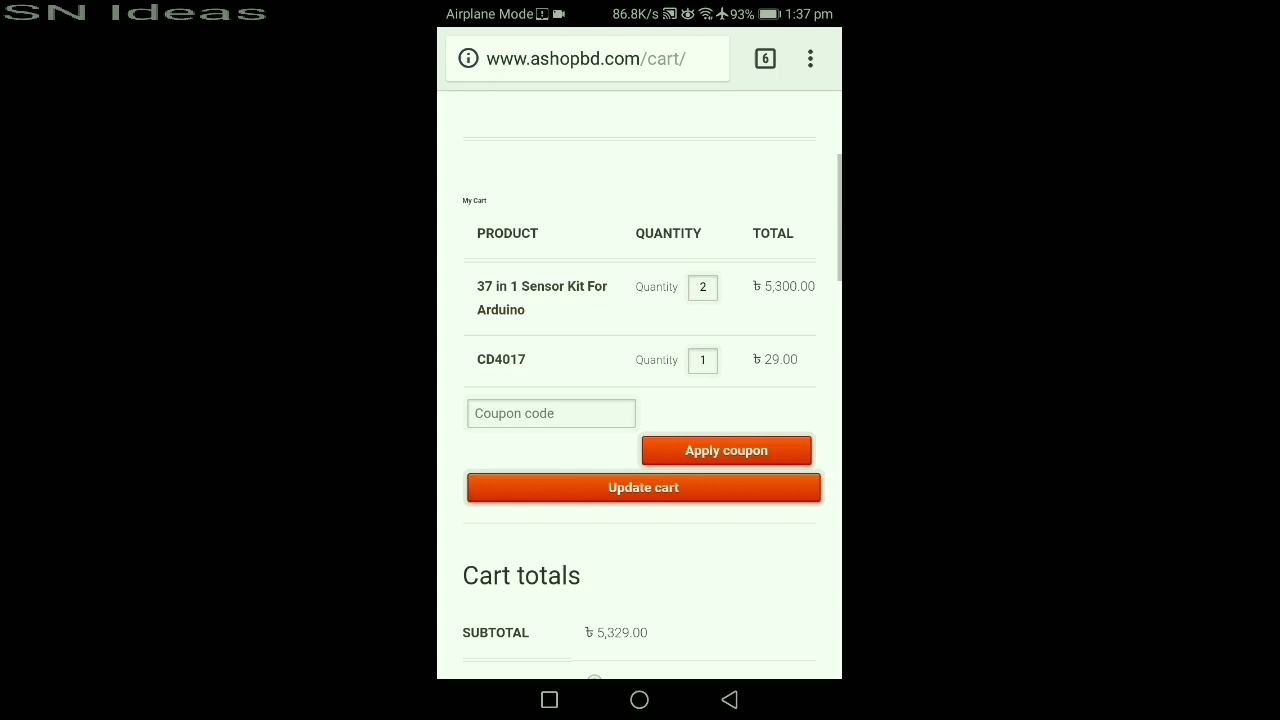 SN Ideas
Airplane Mode 86.8K/s 93% 1:37 pm
www.ashopbd.com/cart/ 6
My Cart
PRODUCT QUANTITY TOTAL
37 in 1 Sensor Kit For Quantity 2 ৳ 5,300.00
Arduino
CD4017 Quantity 1 ৳ 29.00
Coupon code
Apply coupon
Update cart
Cart totals
SUBTOTAL ৳ 5,329.00